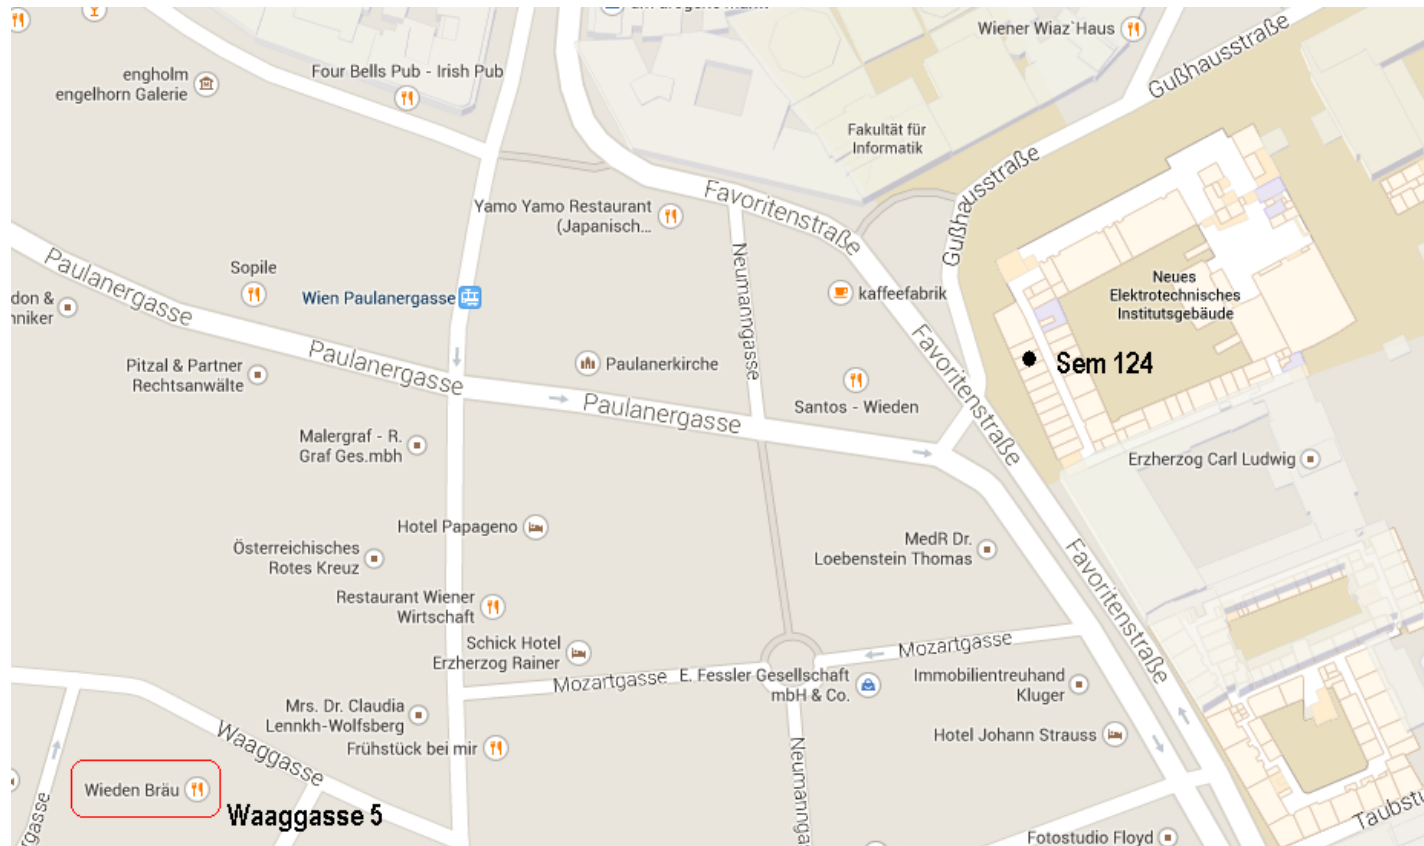 Wiener Wiaz`Haus
Gußhausstraße
engholm
engelhorn Galerie
Four Bells Pub - Irish Pub
Fakultät für
Informatik
Gußhausstraße
Favoritenstraße
Yamo Yamo Restaurant
(Japanisch...
Neumanngasse
Gußhausstraße
Paulanergasse
Sopile
Wien Paulanergasse
kaffeefabrik
Neues
Elektrotechnisches
Institutsgebäude
Sem 124
Pitzal & Partner
Rechtsanwälte
Paulanergasse
Paulanerkirche
Favoritenstraße
Santos - Wieden
Paulanergasse
Malergraf - R.
Graf Ges.mbh
Erzherzog Carl Ludwig
Hotel Papageno
Österreichisches
Rotes Kreuz
MedR Dr.
Loebenstein Thomas
Favoritenstraße
Restaurant Wiener
Wirtschaft
Schick Hotel
Erzherzog Rainer
Mozartgasse
Mozartgasse
E. Fessler Gesellschaft
mbH & Co.
Immobilientreuhand
Kluger
Mrs. Dr. Claudia
Lennkh-Wolfsberg
Frühstück bei mir
Hotel Johann Strauss
Waaggasse
Wieden Bräu
Waaggasse 5
Fotostudio Floyd